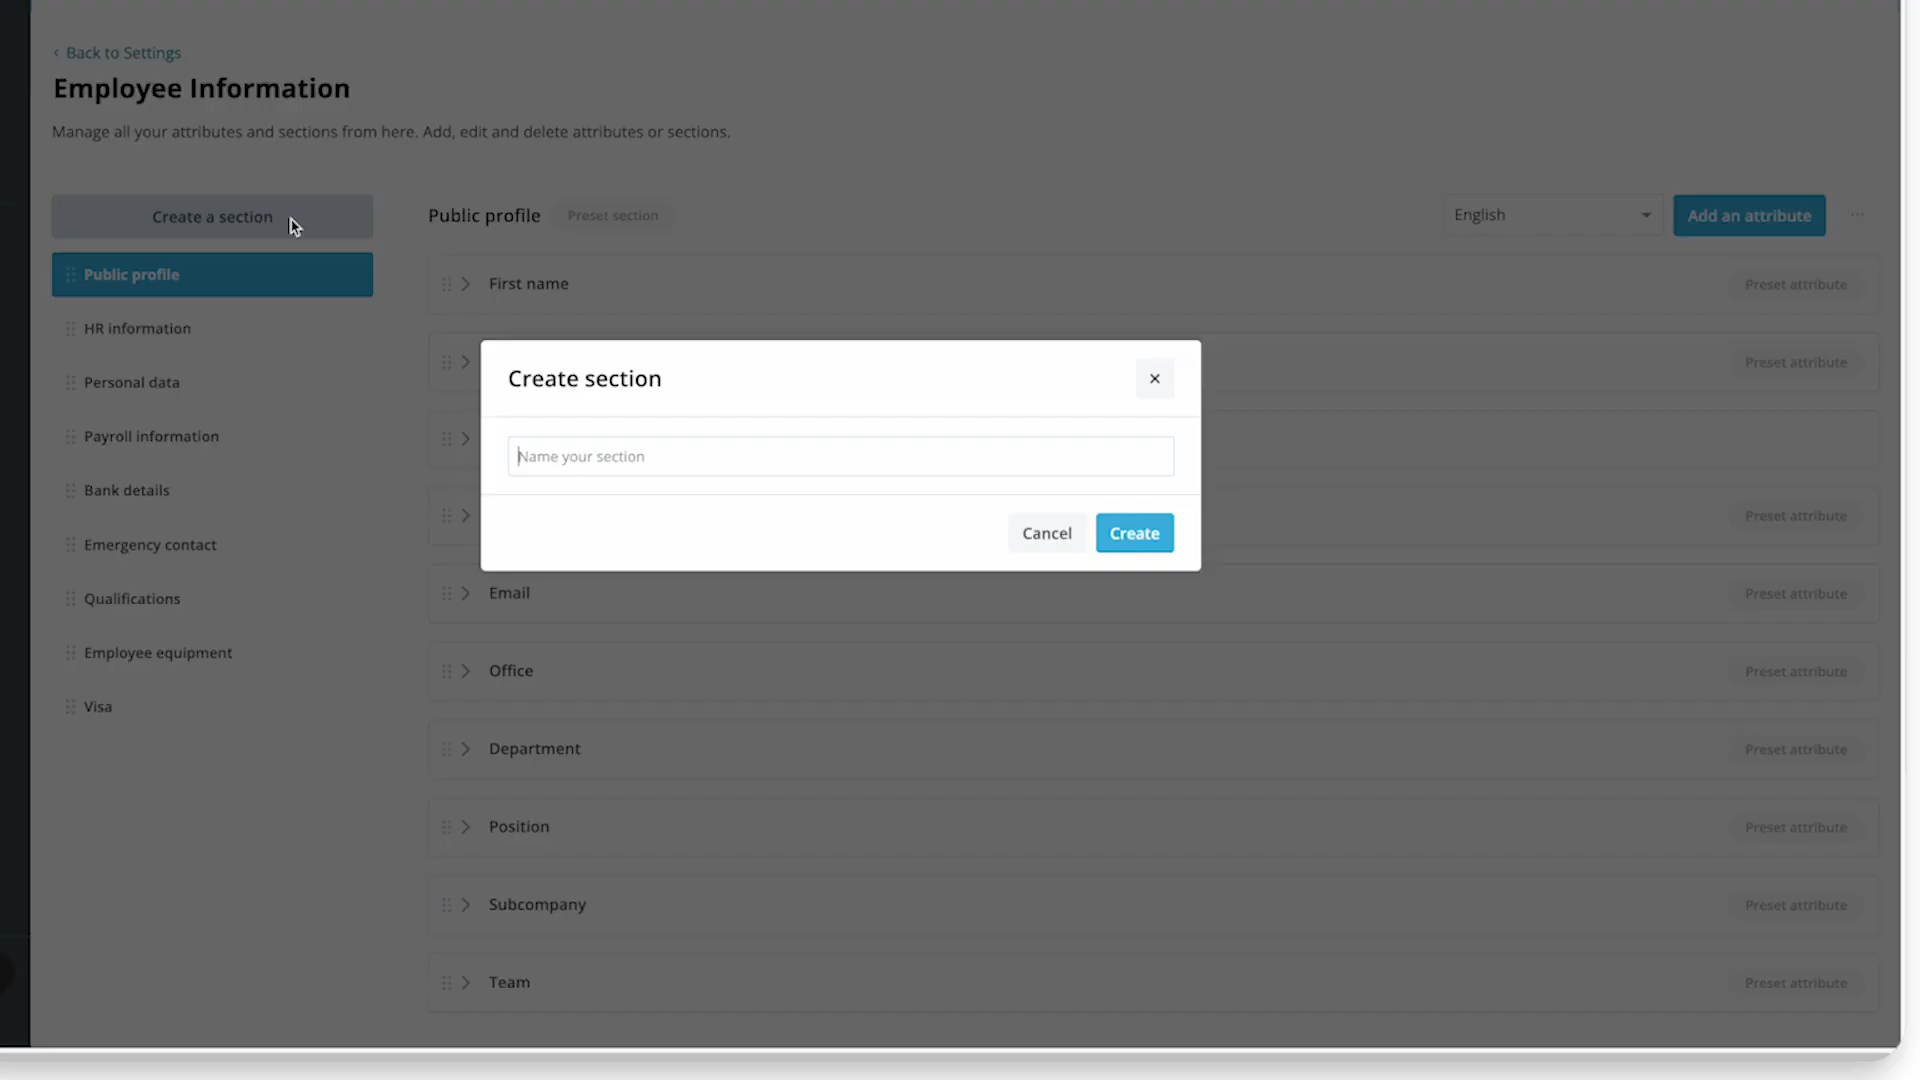 ‹ Back to Settings
Employee Information
Manage all your attributes and sections from here. Add, edit and delete attributes or sections.
Create a section
Public profile
HR information
Personal data
Payroll information
Bank details
Emergency contact
Qualifications
Employee equipment
Visa
Public profile Preset section English Add an attribute ...
First name Preset attribute
Preset attribute
Create section ×
Name your section
Cancel Create
Preset attribute
Email Preset attribute
Office Preset attribute
Department Preset attribute
Position Preset attribute
Subcompany Preset attribute
Team Preset attribute